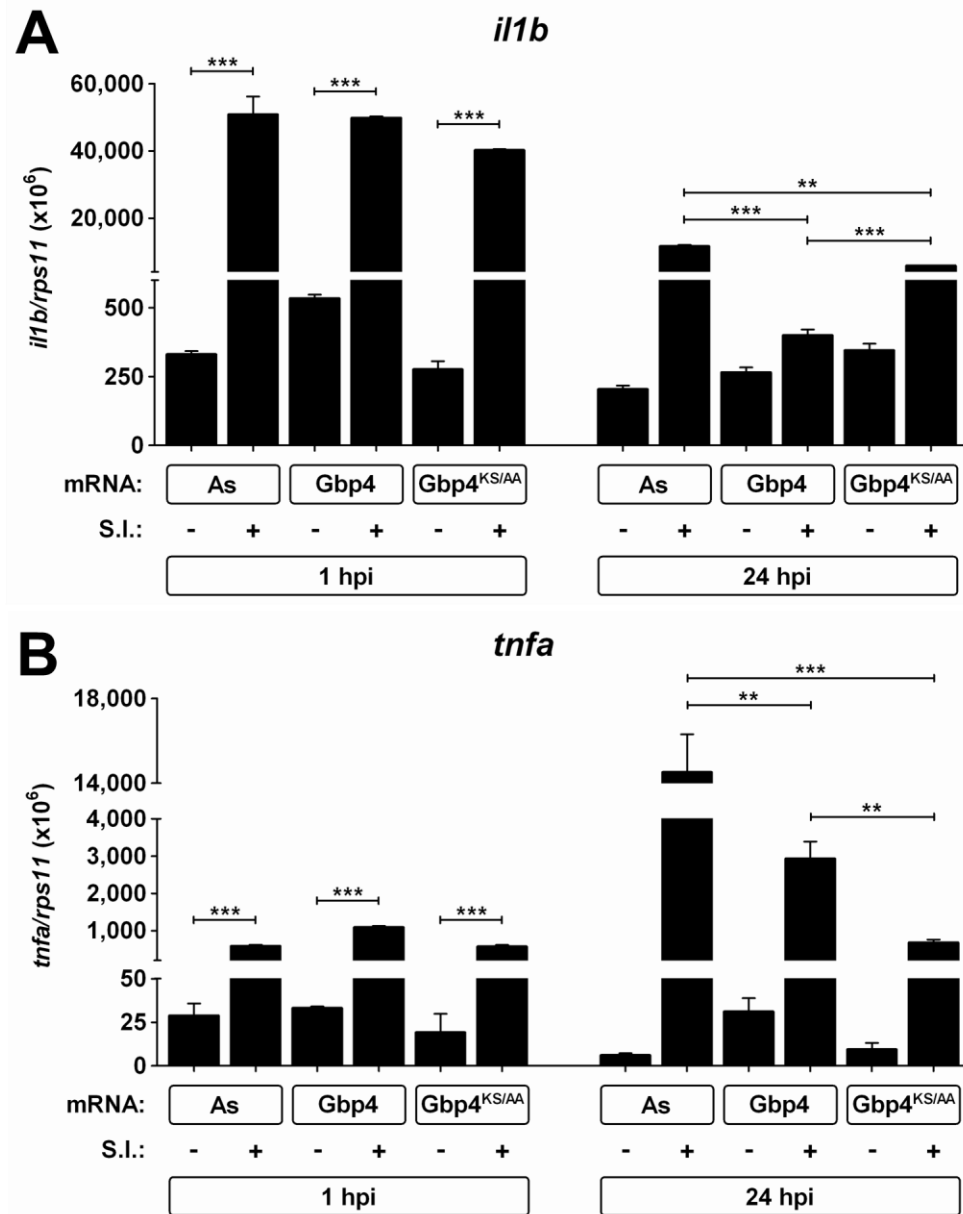 A
il1b
il1b/rps11 (x10⁶)
60,000
40,000
20,000
500
250
0
*** *** *** ** *** ***
mRNA: As Gbp4 Gbp4ᴷˢ/ᴬᴬ As Gbp4 Gbp4ᴷˢ/ᴬᴬ
S.I.: - + - + - + - + - + - +
1 hpi 24 hpi
B
tnfa
tnfa/rps11 (x10⁶)
18,000
14,000
4,000
3,000
2,000
1,000
50
25
0
*** *** *** *** ** **
mRNA: As Gbp4 Gbp4ᴷˢ/ᴬᴬ As Gbp4 Gbp4ᴷˢ/ᴬᴬ
S.I.: - + - + - + - + - + - +
1 hpi 24 hpi